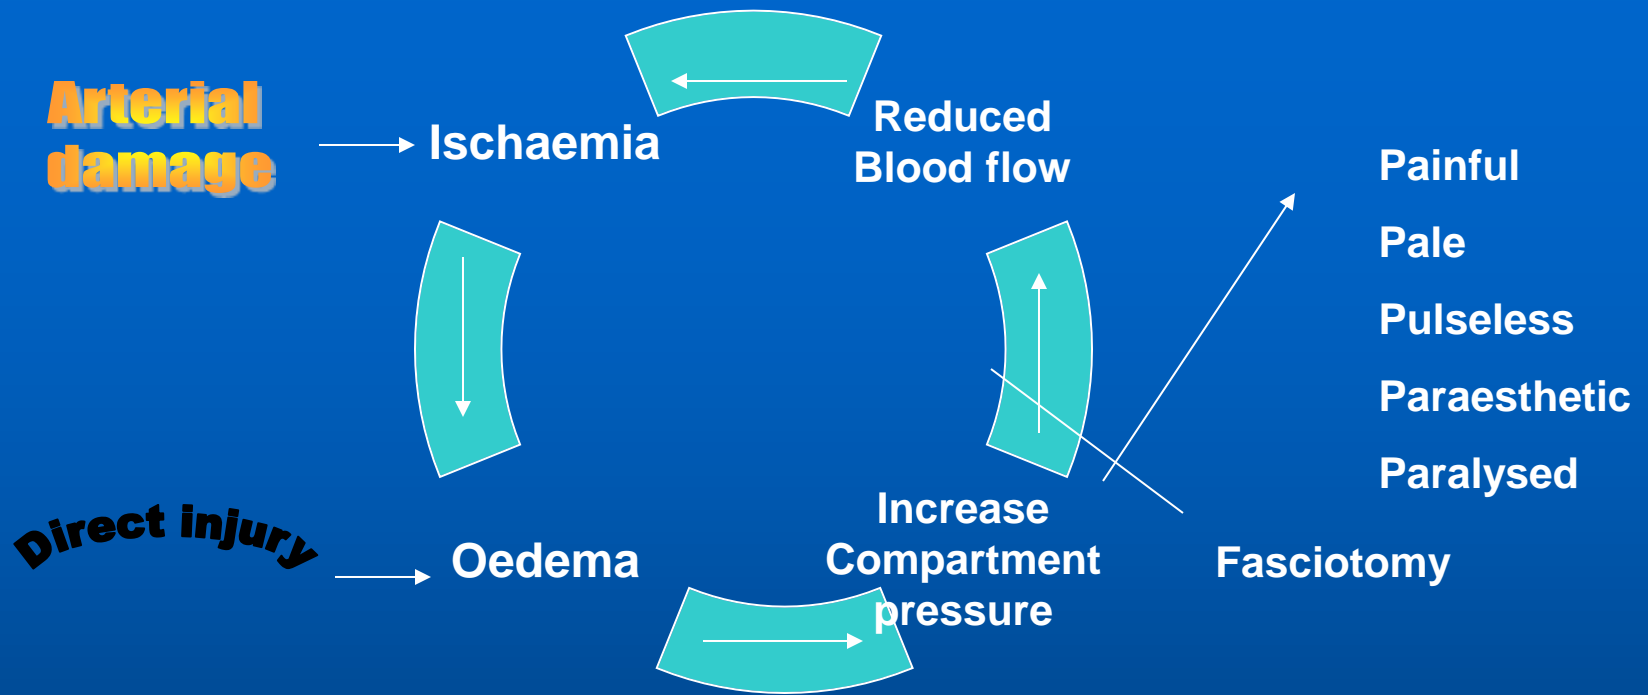 Arterial
damage
Ischaemia
Reduced
Blood flow
Painful
Pale
Pulseless
Paraesthetic
Paralysed
Direct injury
Oedema
Increase
Compartment
pressure
Fasciotomy